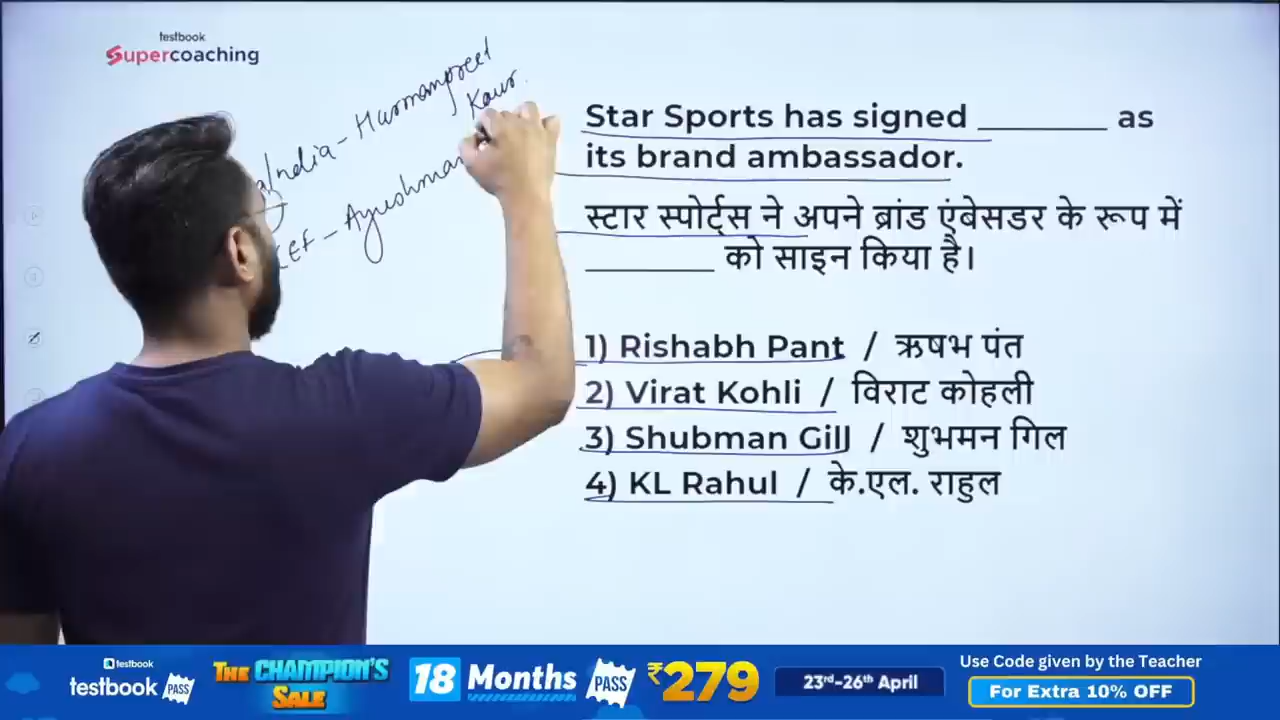 testbook
Supercoaching
India - Harmanpreet
Kaur.
Ayushman
Star Sports has signed ________ as
its brand ambassador.
स्टार स्पोर्ट्स ने अपने ब्रांड एंबेसडर के रूप में
________ को साइन किया है।
1) Rishabh Pant / ऋषभ पंत
2) Virat Kohli / विराट कोहली
3) Shubman Gill / शुभमन गिल
4) KL Rahul / के.एल. राहुल
testbook
testbook PASS
THE CHAMPION'S
SALE
18 Months PASS ₹279
23rd-26th April
Use Code given by the Teacher
For Extra 10% OFF